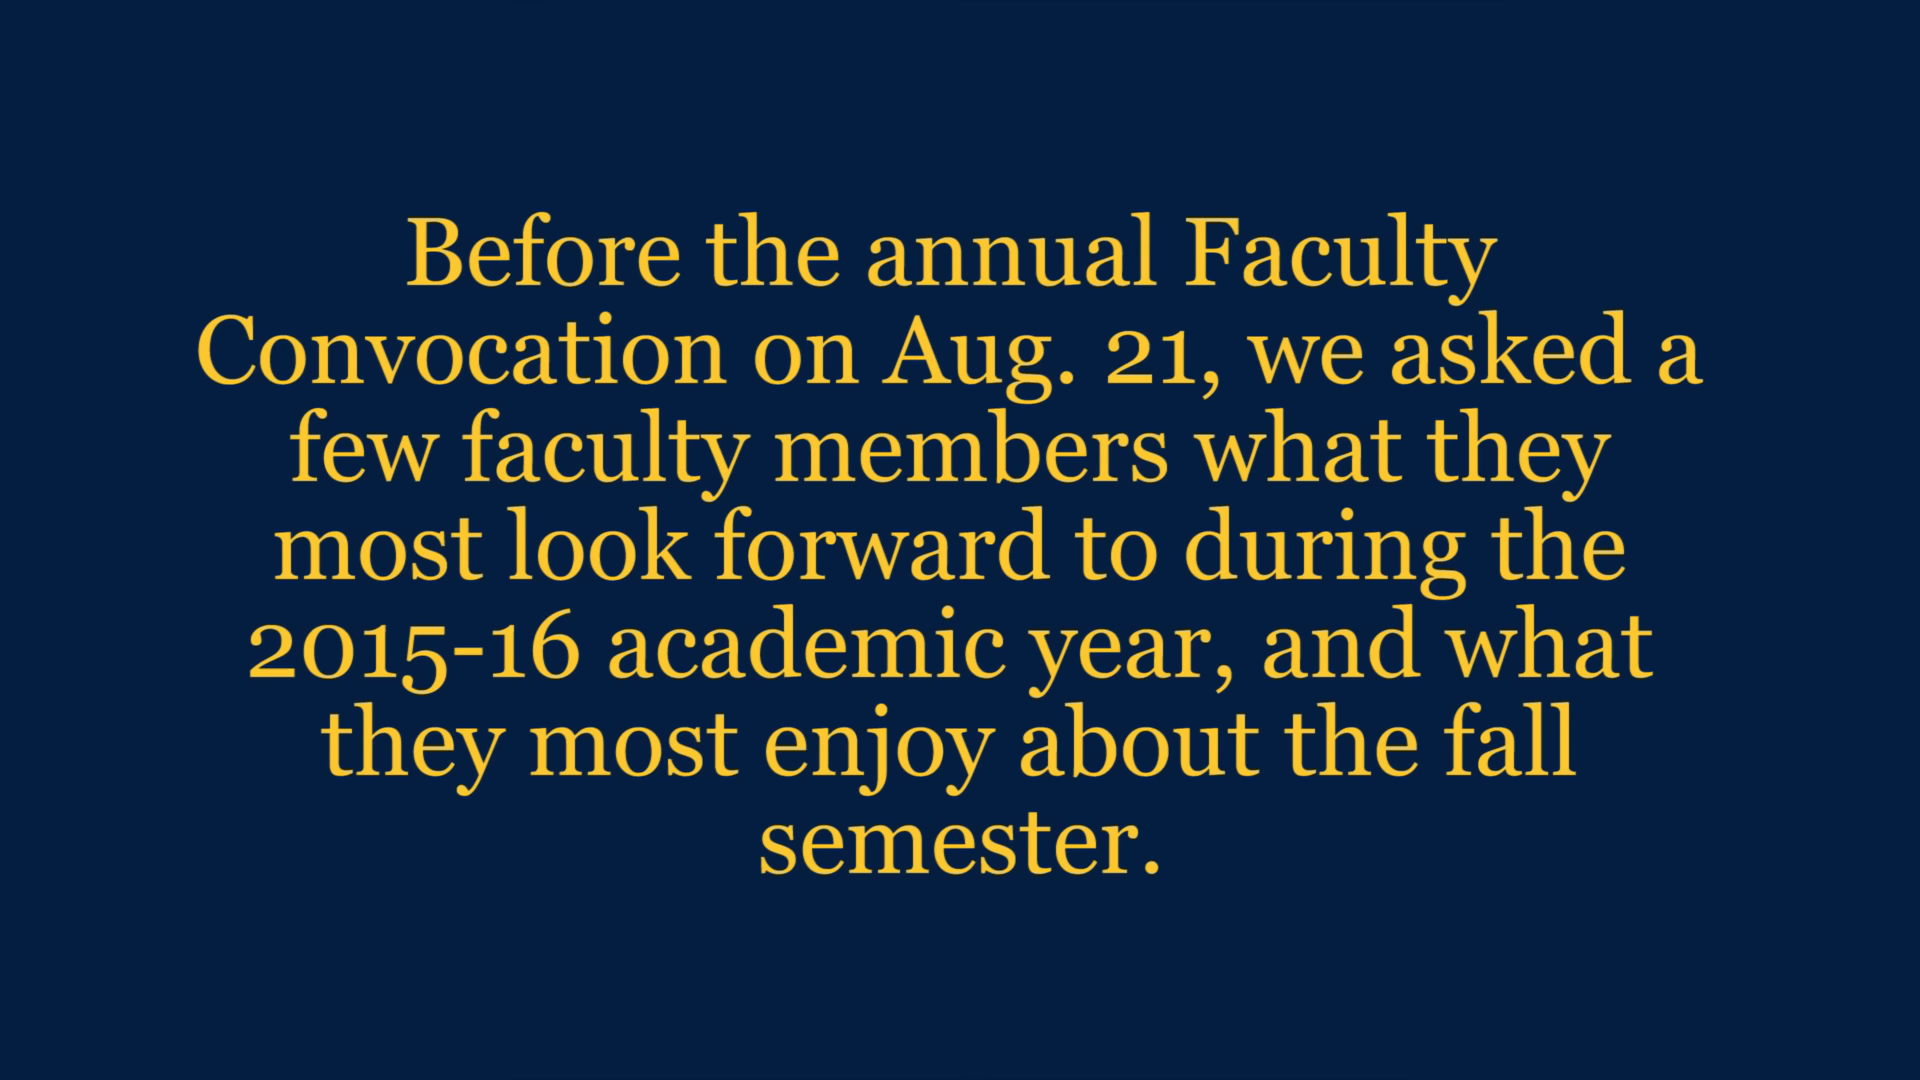 Before the annual Faculty
Convocation on Aug. 21, we asked a
few faculty members what they
most look forward to during the
2015-16 academic year, and what
they most enjoy about the fall
semester.